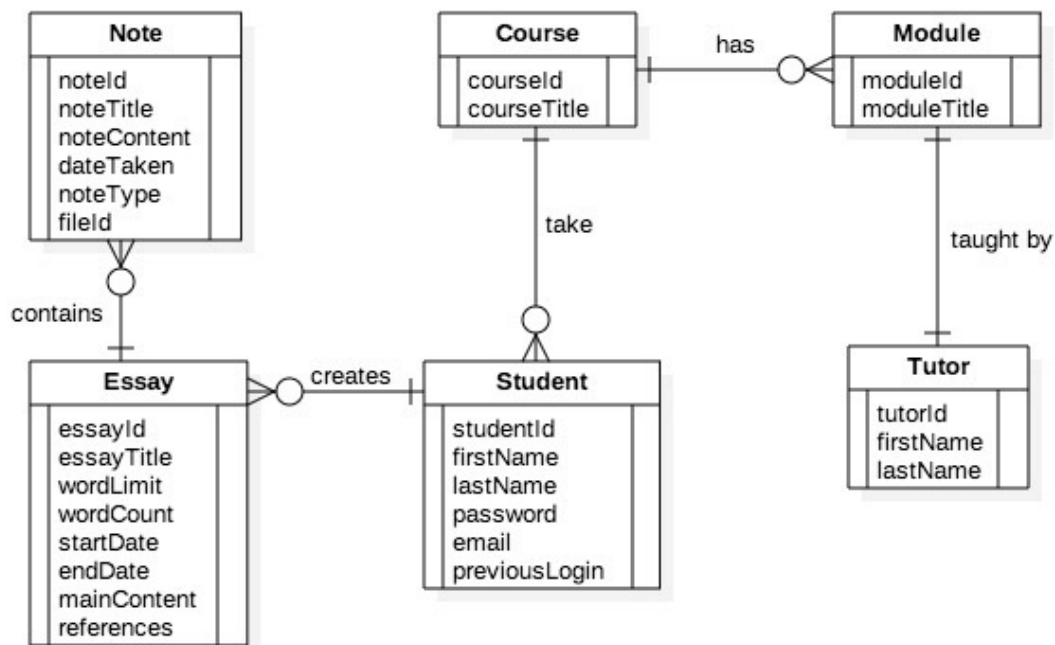 Note
noteId
noteTitle
noteContent
dateTaken
noteType
fileId
Course
courseId
courseTitle
has
Module
moduleId
moduleTitle
take
taught by
contains
Essay
essayId
essayTitle
wordLimit
wordCount
startDate
endDate
mainContent
references
creates
Student
studentId
firstName
lastName
password
email
previousLogin
Tutor
tutorId
firstName
lastName